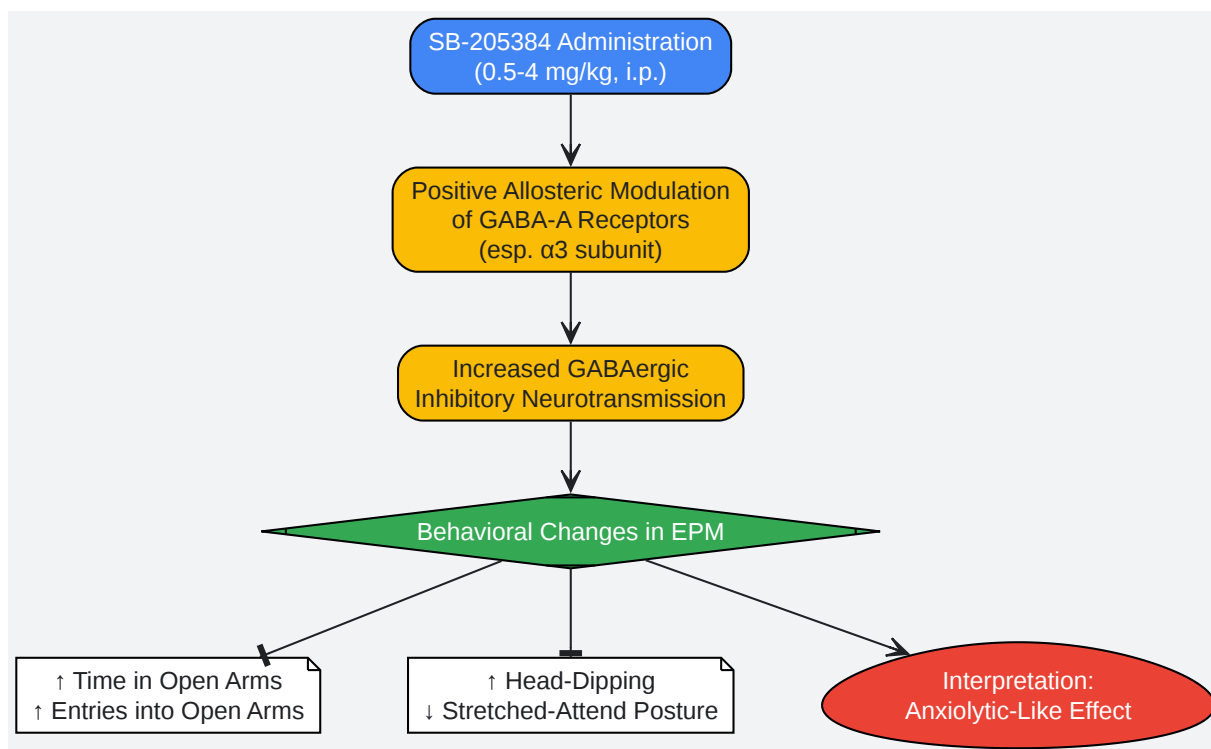 SB-205384 Administration
(0.5-4 mg/kg, i.p.)
Positive Allosteric Modulation
of GABA-A Receptors
(esp. α3 subunit)
Increased GABAergic
Inhibitory Neurotransmission
Behavioral Changes in EPM
↑ Time in Open Arms
↑ Entries into Open Arms
↑ Head-Dipping
↓ Stretched-Attend Posture
Interpretation:
Anxiolytic-Like Effect